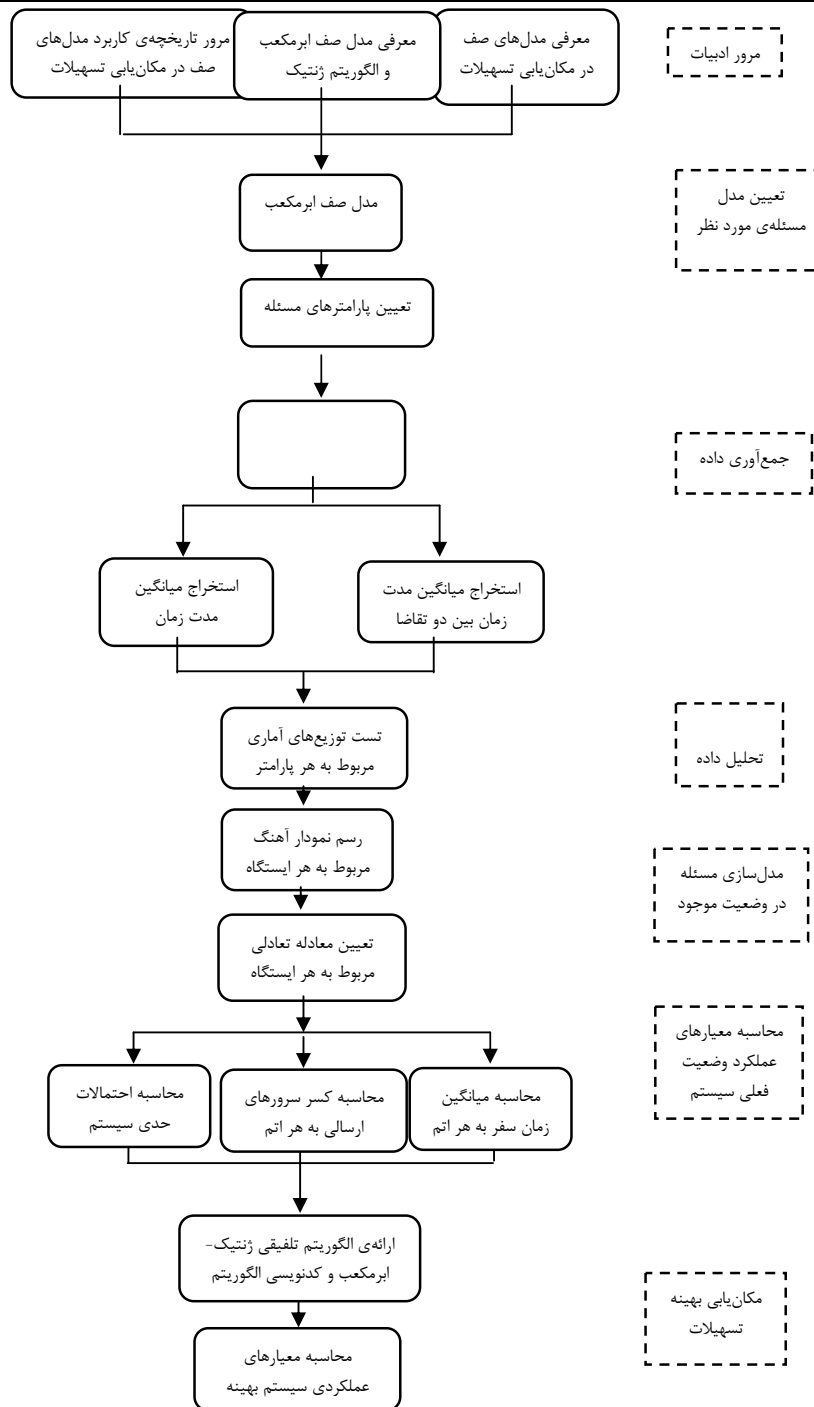 معرفی مدل‌های صف
در مکان‌یابی تسهیلات
معرفی مدل صف ابرمکعب
و الگوریتم ژنتیک
مرور تاریخچه‌ی کاربرد مدل‌های
صف در مکان‌یابی تسهیلات
مرور ادبیات
مدل صف ابرمکعب
تعیین مدل
مسئله‌ی مورد نظر
تعیین پارامترهای مسئله
جمع‌آوری داده
استخراج میانگین مدت
زمان بین دو تقاضا
استخراج میانگین
مدت زمان
تست توزیع‌های آماری
مربوط به هر پارامتر
تحلیل داده
رسم نمودار آهنگ
مربوط به هر ایستگاه
مدل‌سازی مسئله
در وضعیت موجود
تعیین معادله تعادلی
مربوط به هر ایستگاه
محاسبه معیارهای
عملکرد وضعیت
فعلی سیستم
محاسبه میانگین
زمان سفر به هر اتم
محاسبه کسر سرورهای
ارسالی به هر اتم
محاسبه احتمالات
حدی سیستم
ارائه‌ی الگوریتم تلفیقی ژنتیک-
ابرمکعب و کدنویسی الگوریتم
مکان‌یابی بهینه
تسهیلات
محاسبه معیارهای
عملکردی سیستم بهینه